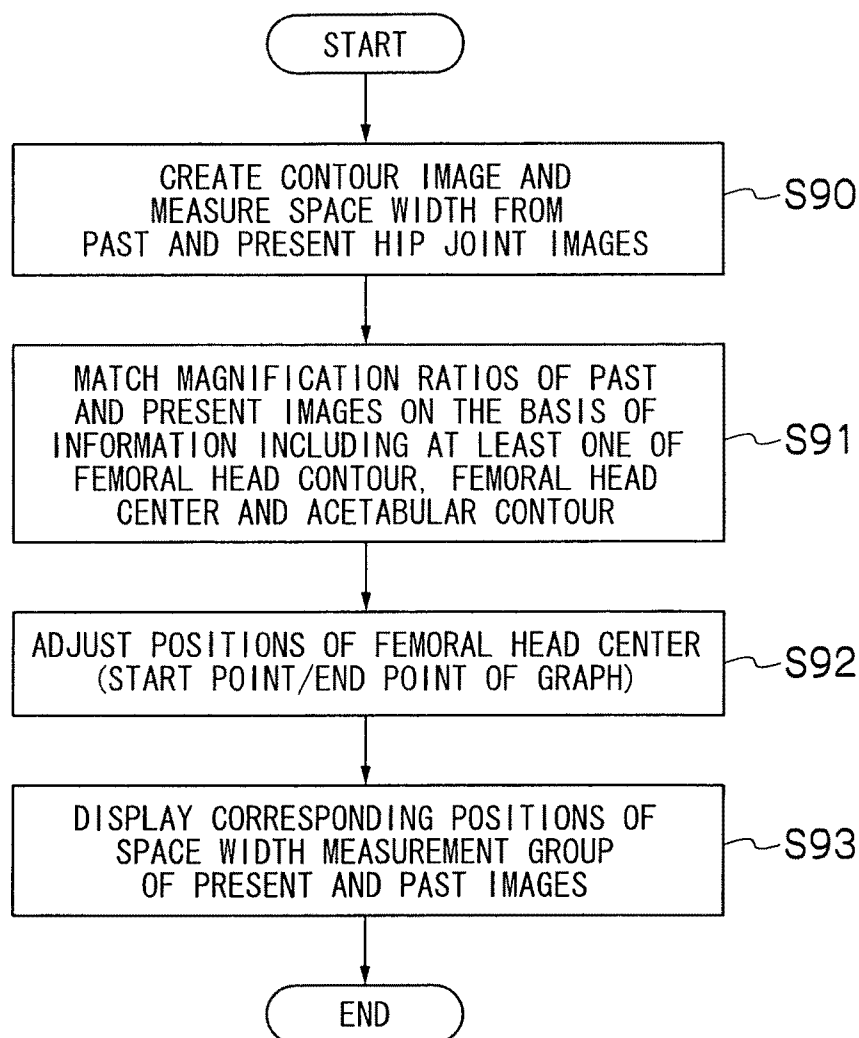 START
CREATE CONTOUR IMAGE AND
MEASURE SPACE WIDTH FROM
PAST AND PRESENT HIP JOINT IMAGES
S90
MATCH MAGNIFICATION RATIOS OF PAST
AND PRESENT IMAGES ON THE BASIS OF
INFORMATION INCLUDING AT LEAST ONE OF
FEMORAL HEAD CONTOUR, FEMORAL HEAD
CENTER AND ACETABULAR CONTOUR
S91
ADJUST POSITIONS OF FEMORAL HEAD CENTER
(START POINT/END POINT OF GRAPH)
S92
DISPLAY CORRESPONDING POSITIONS OF
SPACE WIDTH MEASUREMENT GROUP
OF PRESENT AND PAST IMAGES
S93
END